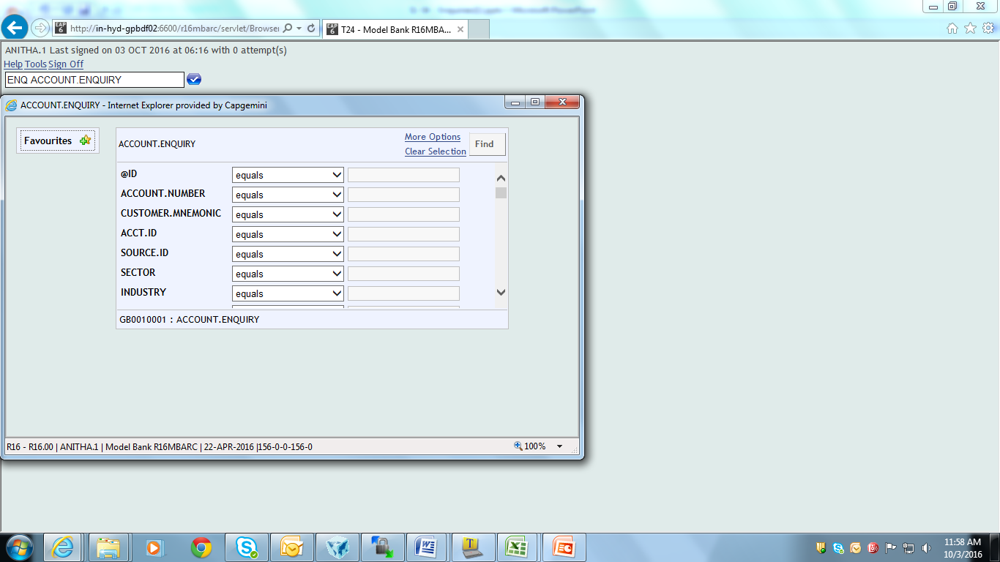 http://in-hyd-gpbdf02:6600/r16mbarc/servlet/Browser
EAP 6 T24 - Model Bank R16MBA...
ANITHA.1 Last signed on 03 OCT 2016 at 06:16 with 0 attempt(s)
Help Tools Sign Off
ENQ ACCOUNT.ENQUIRY
ACCOUNT.ENQUIRY - Internet Explorer provided by Capgemini
Favourites
ACCOUNT.ENQUIRY
More Options
Clear Selection
Find
@ID equals
ACCOUNT.NUMBER equals
CUSTOMER.MNEMONIC equals
ACCT.ID equals
SOURCE.ID equals
SECTOR equals
INDUSTRY equals
GB0010001 : ACCOUNT.ENQUIRY
R16 - R16.00 | ANITHA.1 | Model Bank R16MBARC | 22-APR-2016 |156-0-0-156-0
100%
11:58 AM
10/3/2016